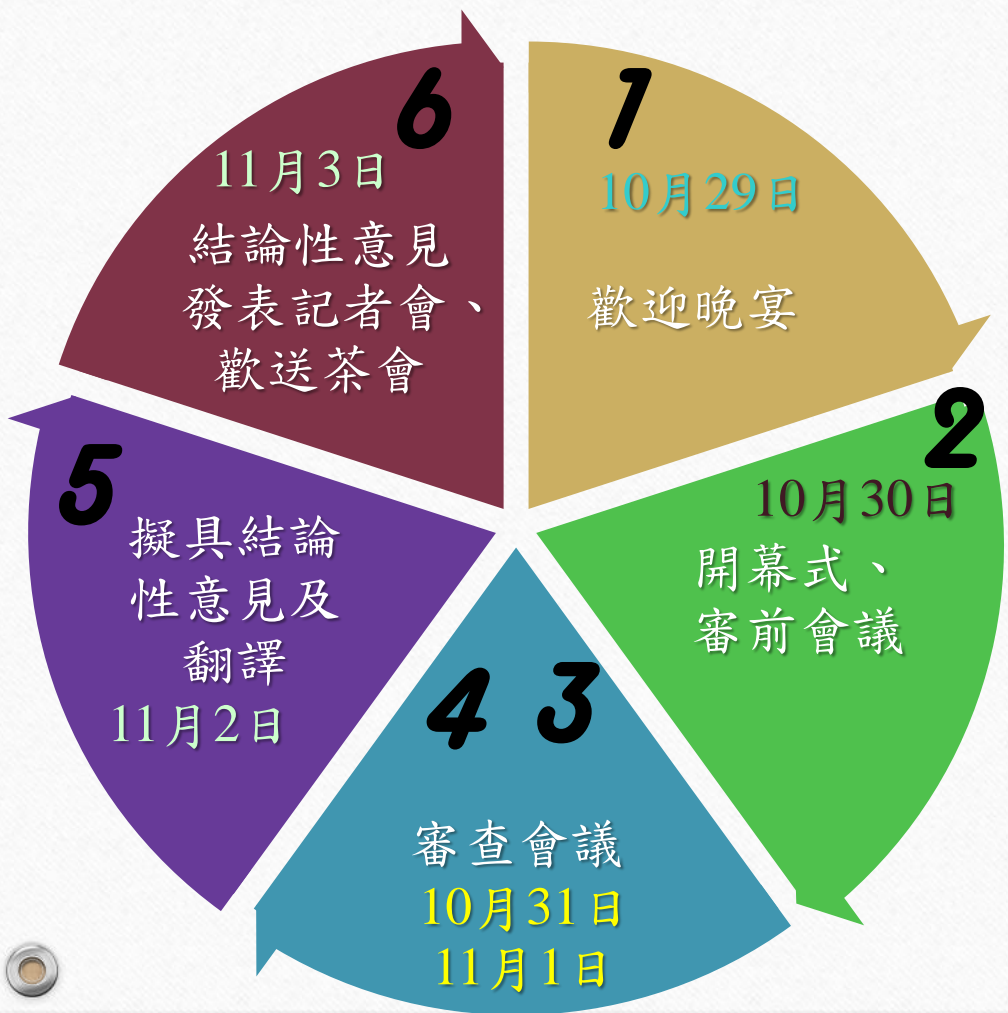 1
10月29日
歡迎晚宴
2
10月30日
開幕式、
審前會議
4 3
審查會議
10月31日
11月1日
5
擬具結論
性意見及
翻譯
11月2日
6
11月3日
結論性意見
發表記者會、
歡送茶會